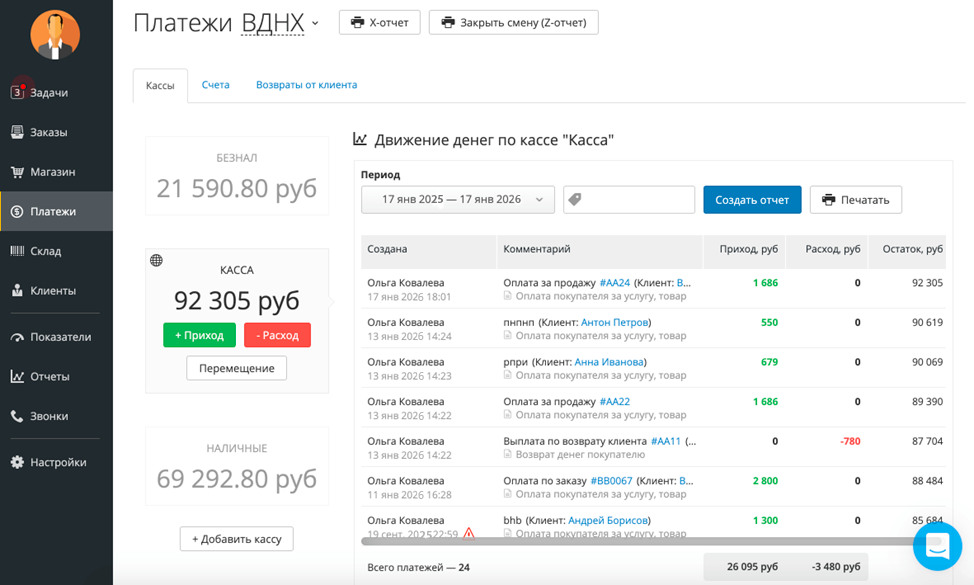 Платежи ВДНХ
X-отчет
Закрыть смену (Z-отчет)
3 Задачи
Заказы
Магазин
Платежи
Склад
Клиенты
Показатели
Отчеты
Звонки
Настройки
Кассы
Счета
Возвраты от клиента
БЕЗНАЛ
21 590.80 руб
КАССА
92 305 руб
+ Приход
- Расход
Перемещение
НАЛИЧНЫЕ
69 292.80 руб
+ Добавить кассу
Движение денег по кассе "Касса"
Период
17 янв 2025 — 17 янв 2026
Создать отчет
Печатать
Создана Комментарий Приход, руб Расход, руб Остаток, руб
Ольга Ковалева Оплата за продажу #AA24 (Клиент: В... 1 686 0 92 305
17 янв 2026 18:01 Оплата покупателя за услугу, товар
Ольга Ковалева пнпнп (Клиент: Антон Петров) 550 0 90 619
13 янв 2026 14:24 Оплата покупателя за услугу, товар
Ольга Ковалева рпри (Клиент: Анна Иванова) 679 0 90 069
13 янв 2026 14:23 Оплата покупателя за услугу, товар
Ольга Ковалева Оплата за продажу #AA22 1 686 0 89 390
13 янв 2026 14:22 Оплата покупателя за услугу, товар
Ольга Ковалева Выплата по возврату клиента #AA11 (... 0 -780 87 704
13 янв 2026 14:22 Возврат денег покупателю
Ольга Ковалева Оплата по заказу #BB0067 (Клиент: В... 2 800 0 88 484
11 янв 2026 16:28 Оплата покупателя за услугу, товар
Ольга Ковалева bhb (Клиент: Андрей Борисов) 1 300 0 85 684
19 сент. 2025 22:59 Оплата покупателя за услугу, товар
Всего платежей — 24 26 095 руб -3 480 руб